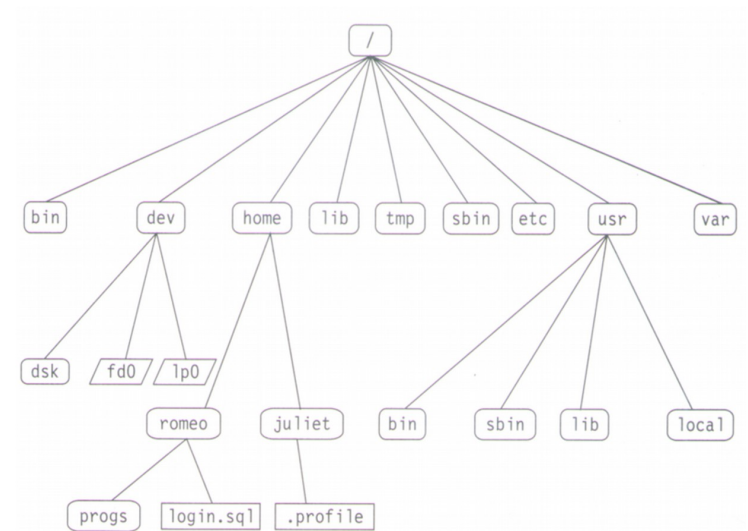 /
bin dev home lib tmp sbin etc usr var
dsk fd0 lp0
romeo juliet bin sbin lib local
progs login.sql .profile